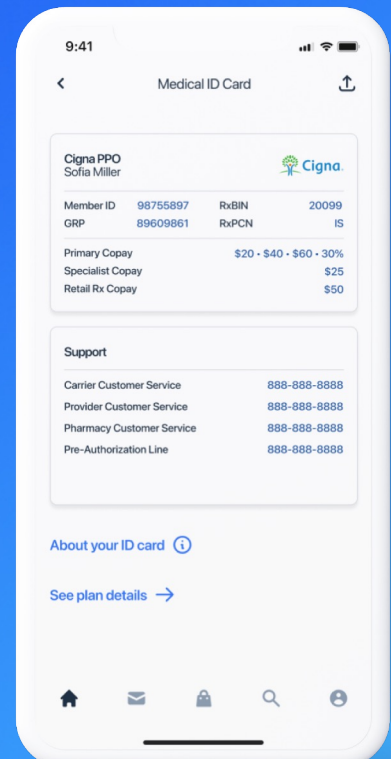 9:41
Medical ID Card
Cigna PPO
Sofia Miller
Cigna.
Member ID 98755897 RxBIN 20099
GRP 89609861 RxPCN IS
Primary Copay $20 • $40 • $60 • 30%
Specialist Copay $25
Retail Rx Copay $50
Support
Carrier Customer Service 888-888-8888
Provider Customer Service 888-888-8888
Pharmacy Customer Service 888-888-8888
Pre-Authorization Line 888-888-8888
About your ID card
See plan details